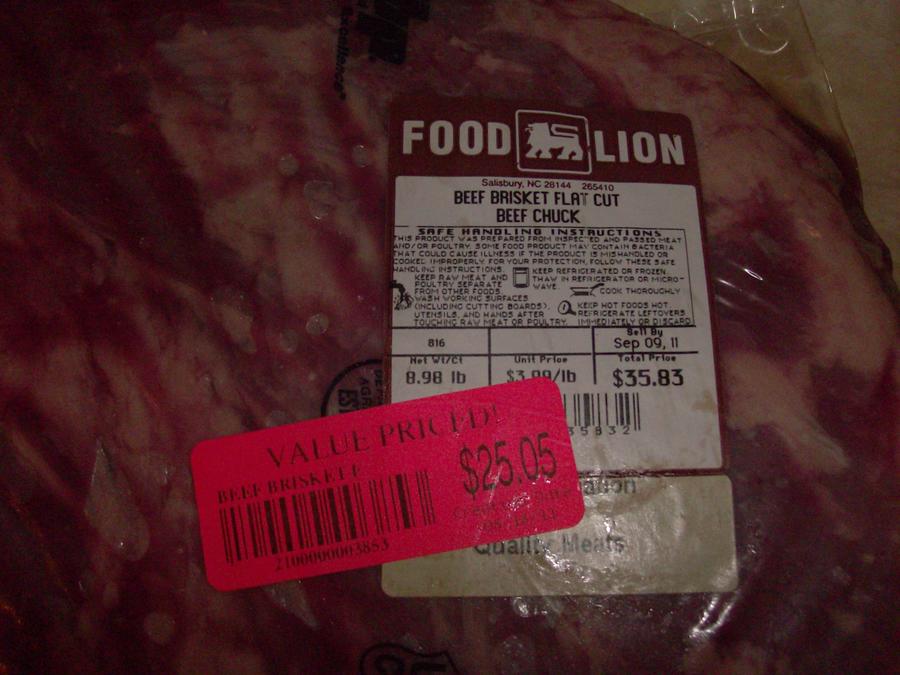 Excellence
FOOD LION
Salisbury, NC 28144 265410
BEEF BRISKET FLAT CUT
BEEF CHUCK
SAFE HANDLING INSTRUCTIONS
THIS PRODUCT WAS PREPARED FROM INSPECTED AND PASSED MEAT
AND/OR POULTRY. SOME FOOD PRODUCT MAY CONTAIN BACTERIA
THAT COULD CAUSE ILLNESS IF THE PRODUCT IS MISHANDLED OR
COOKED IMPROPERLY. FOR YOUR PROTECTION, FOLLOW THESE SAFE
HANDLING INSTRUCTIONS.
KEEP RAW MEAT AND
POULTRY SEPARATE
FROM OTHER FOODS.
WASH WORKING SURFACES
(INCLUDING CUTTING BOARDS),
UTENSILS, AND HANDS AFTER
TOUCHING RAW MEAT OR POULTRY.
KEEP REFRIGERATED OR FROZEN.
THAW IN REFRIGERATOR OR MICRO-
WAVE.
COOK THOROUGHLY
KEEP HOT FOODS HOT.
REFRIGERATE LEFTOVERS
IMMEDIATELY OR DISCARD.
816
Sell By
Sep 09, 11
Net Wt/Ct
8.98 lb
Unit Price
$3.99/lb
Total Price
$35.83
35832
VALUE PRICED!
BEEF BRISKET F
$25.05
2100000003853
Quality Meats